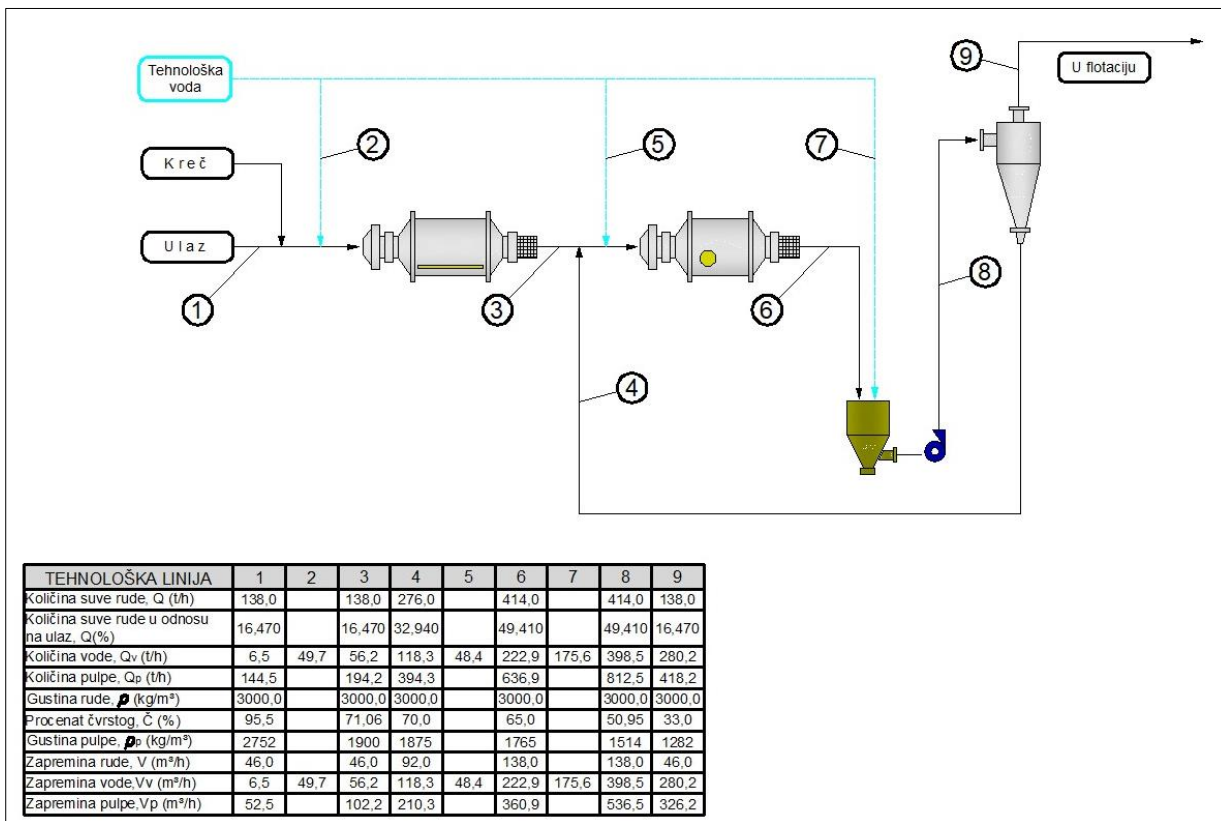 9
U flotaciju
Tehnološka
voda
2
5
7
Kreč
Ulaz
1
3
6
8
4
TEHNOLOŠKA LINIJA 1 2 3 4 5 6 7 8 9
Količina suve rude, Q (t/h) 138,0 138,0 276,0 414,0 414,0 138,0
Količina suve rude u odnosu
na ulaz, Q(%) 16,470 16,470 32,940 49,410 49,410 16,470
Količina vode, Qv (t/h) 6,5 49,7 56,2 118,3 48,4 222,9 175,6 398,5 280,2
Količina pulpe, Qp (t/h) 144,5 194,2 394,3 636,9 812,5 418,2
Gustina rude, ρ (kg/m³) 3000,0 3000,0 3000,0 3000,0 3000,0 3000,0
Procenat čvrstog, Č (%) 95,5 71,06 70,0 65,0 50,95 33,0
Gustina pulpe, ρp (kg/m³) 2752 1900 1875 1765 1514 1282
Zapremina rude, V (m³/h) 46,0 46,0 92,0 138,0 138,0 46,0
Zapremina vode,Vv (m³/h) 6,5 49,7 56,2 118,3 48,4 222,9 175,6 398,5 280,2
Zapremina pulpe,Vp (m³/h) 52,5 102,2 210,3 360,9 536,5 326,2